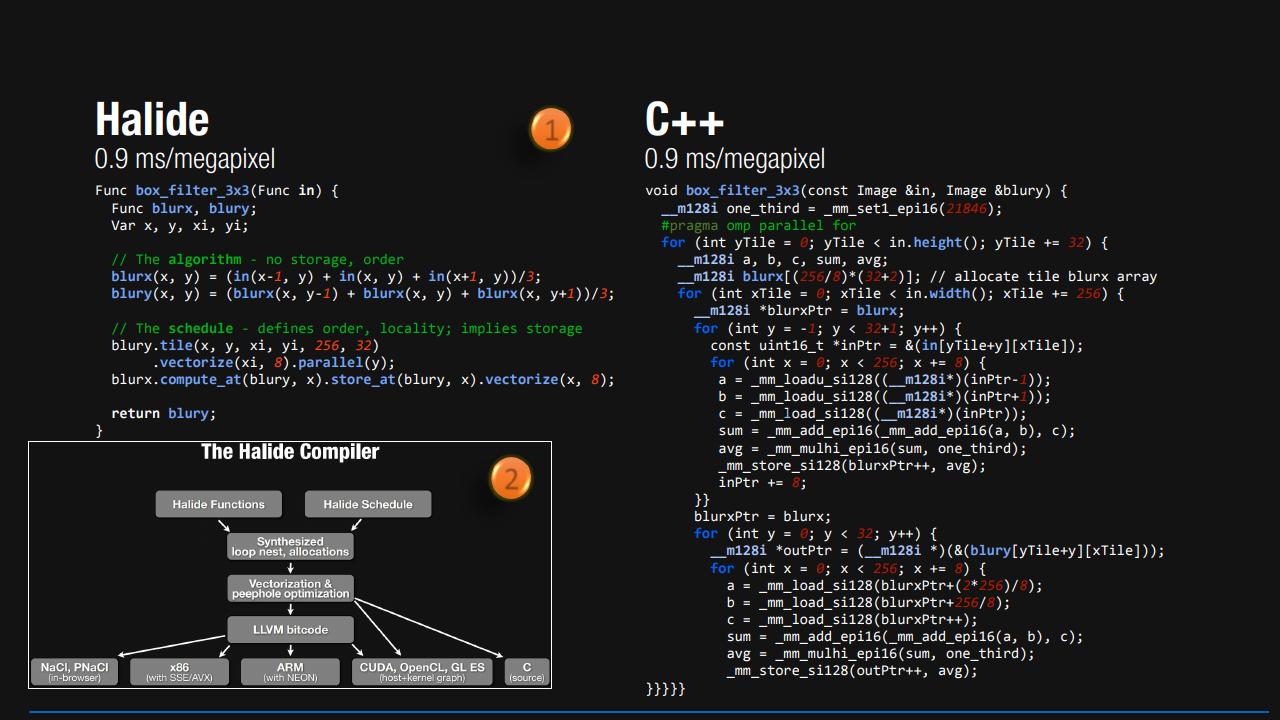 Halide
0.9 ms/megapixel
1
Func box_filter_3x3(Func in) {
  Func blurx, blury;
  Var x, y, xi, yi;
  // The algorithm - no storage, order
  blurx(x, y) = (in(x-1, y) + in(x, y) + in(x+1, y))/3;
  blury(x, y) = (blurx(x, y-1) + blurx(x, y) + blurx(x, y+1))/3;
  // The schedule - defines order, locality; implies storage
  blury.tile(x, y, xi, yi, 256, 32)
       .vectorize(xi, 8).parallel(y);
  blurx.compute_at(blury, x).store_at(blury, x).vectorize(x, 8);
  return blury;
}
The Halide Compiler
2
Halide Functions
Halide Schedule
Synthesized
loop nest, allocations
Vectorization &
peephole optimization
LLVM bitcode
NaCl, PNaCl
(in-browser)
x86
(with SSE/AVX)
ARM
(with NEON)
CUDA, OpenCL, GL ES
(host+kernel graph)
C
(source)
C++
0.9 ms/megapixel
void box_filter_3x3(const Image &in, Image &blury) {
  __m128i one_third = _mm_set1_epi16(21846);
  #pragma omp parallel for
  for (int yTile = 0; yTile < in.height(); yTile += 32) {
    __m128i a, b, c, sum, avg;
    __m128i blurx[(256/8)*(32+2)]; // allocate tile blurx array
    for (int xTile = 0; xTile < in.width(); xTile += 256) {
      __m128i *blurxPtr = blurx;
      for (int y = -1; y < 32+1; y++) {
        const uint16_t *inPtr = &(in[yTile+y][xTile]);
        for (int x = 0; x < 256; x += 8) {
         a = _mm_loadu_si128((__m128i*)(inPtr-1));
         b = _mm_loadu_si128((__m128i*)(inPtr+1));
         c = _mm_load_si128((__m128i*)(inPtr));
         sum = _mm_add_epi16(_mm_add_epi16(a, b), c);
         avg = _mm_mulhi_epi16(sum, one_third);
         _mm_store_si128(blurxPtr++, avg);
         inPtr += 8;
      }}
      blurxPtr = blurx;
      for (int y = 0; y < 32; y++) {
        __m128i *outPtr = (__m128i *)(&(blury[yTile+y][xTile]));
        for (int x = 0; x < 256; x += 8) {
          a = _mm_load_si128(blurxPtr+(2*256)/8);
          b = _mm_load_si128(blurxPtr+256/8);
          c = _mm_load_si128(blurxPtr++);
          sum = _mm_add_epi16(_mm_add_epi16(a, b), c);
          avg = _mm_mulhi_epi16(sum, one_third);
          _mm_store_si128(outPtr++, avg);
}}}}}